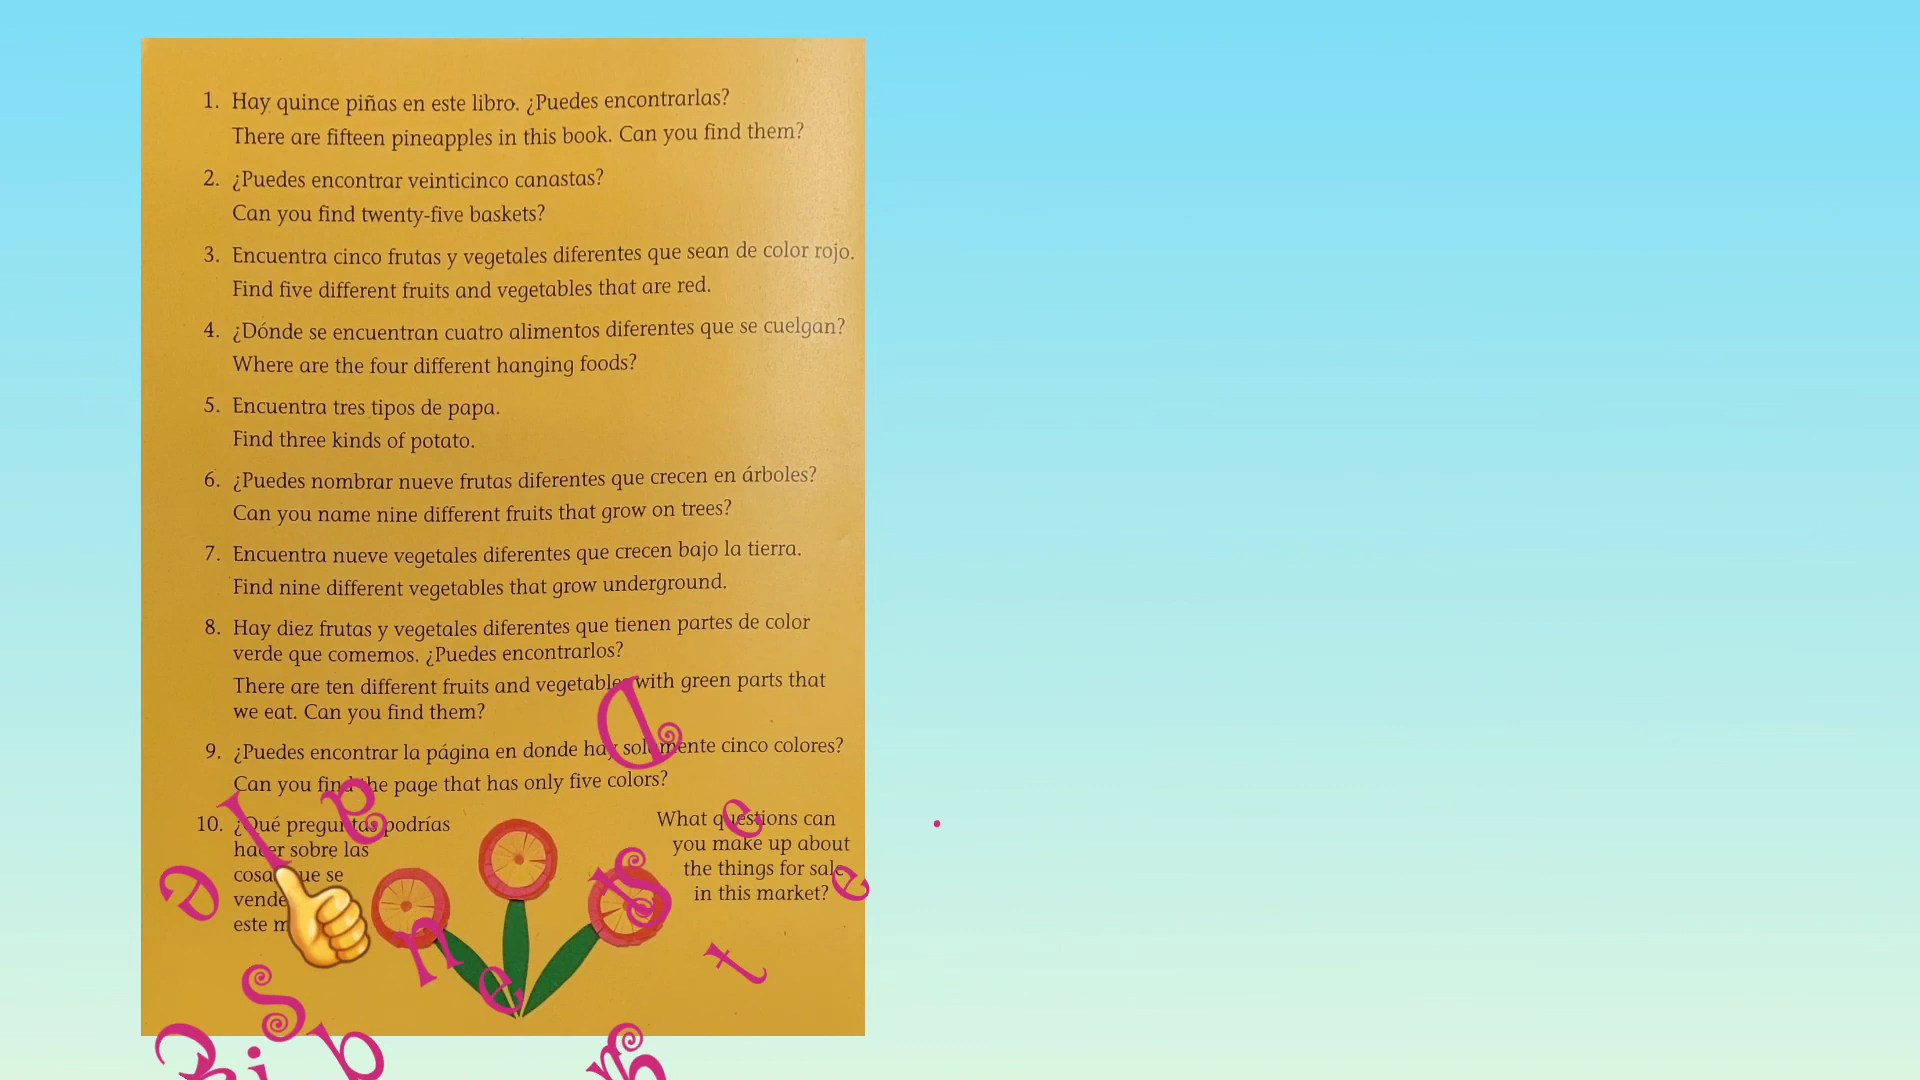 1. Hay quince piñas en este libro. ¿Puedes encontrarlas?
There are fifteen pineapples in this book. Can you find them?
2. ¿Puedes encontrar veinticinco canastas?
Can you find twenty-five baskets?
3. Encuentra cinco frutas y vegetales diferentes que sean de color rojo.
Find five different fruits and vegetables that are red.
4. ¿Dónde se encuentran cuatro alimentos diferentes que se cuelgan?
Where are the four different hanging foods?
5. Encuentra tres tipos de papa.
Find three kinds of potato.
6. ¿Puedes nombrar nueve frutas diferentes que crecen en árboles?
Can you name nine different fruits that grow on trees?
7. Encuentra nueve vegetales diferentes que crecen bajo la tierra.
Find nine different vegetables that grow underground.
8. Hay diez frutas y vegetales diferentes que tienen partes de color
verde que comemos. ¿Puedes encontrarlos?
There are ten different fruits and vegetables with green parts that
we eat. Can you find them?
9. ¿Puedes encontrar la página en donde hay solamente cinco colores?
Can you find the page that has only five colors?
10. ¿Qué preguntas podrías
hacer sobre las
cosas que se
este
What questions can
you make up about
the things for sale
in this market?